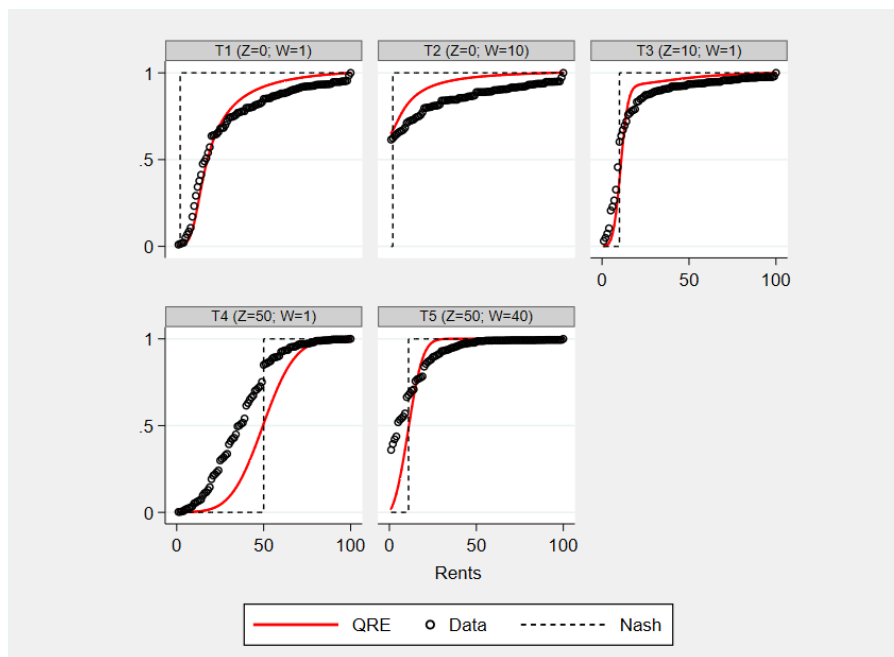 T1 (Z=0; W=1)
T2 (Z=0; W=10)
T3 (Z=10; W=1)
1
.5
0
0
50
100
T4 (Z=50; W=1)
T5 (Z=50; W=40)
1
.5
0
0
50
100
0
50
100
Rents
QRE
Data
Nash